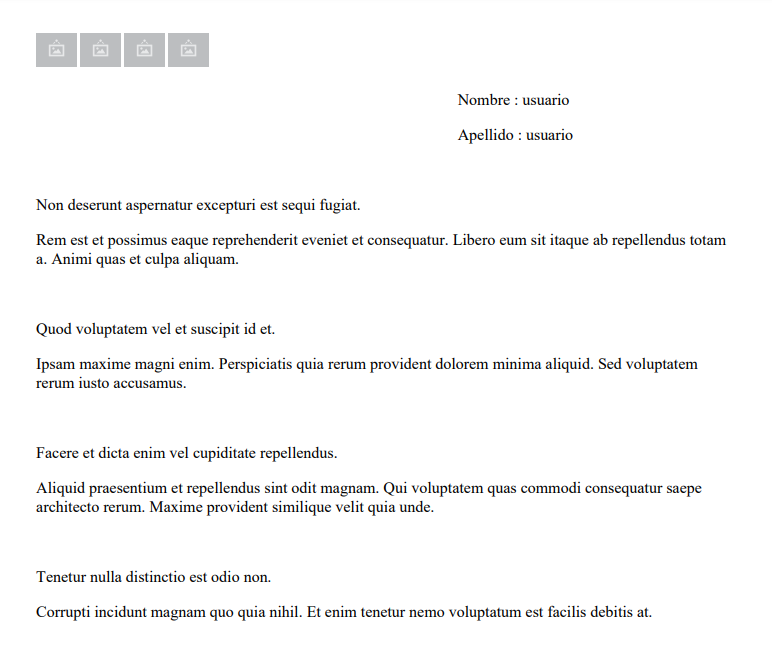 Nombre : usuario
Apellido : usuario
Non deserunt aspernatur excepturi est sequi fugiat.
Rem est et possimus eaque reprehenderit eveniet et consequatur. Libero eum sit itaque ab repellendus totam
a. Animi quas et culpa aliquam.
Quod voluptatem vel et suscipit id et.
Ipsam maxime magni enim. Perspiciatis quia rerum provident dolorem minima aliquid. Sed voluptatem
rerum iusto accusamus.
Facere et dicta enim vel cupiditate repellendus.
Aliquid praesentium et repellendus sint odit magnam. Qui voluptatem quas commodi consequatur saepe
architecto rerum. Maxime provident similique velit quia unde.
Tenetur nulla distinctio est odio non.
Corrupti incidunt magnam quo quia nihil. Et enim tenetur nemo voluptatum est facilis debitis at.